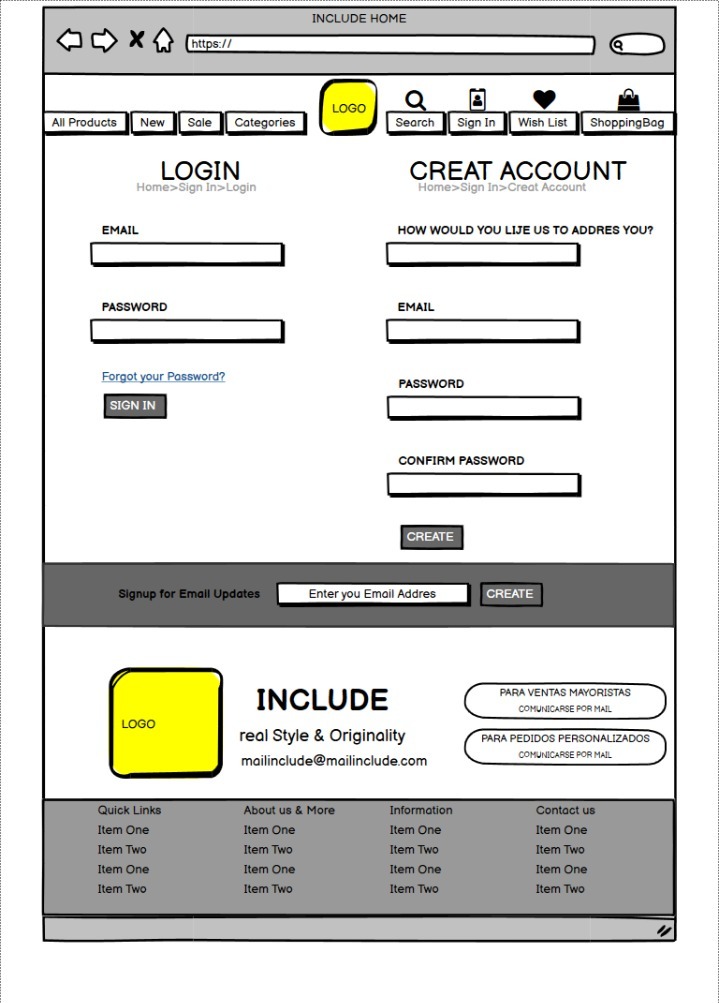 INCLUDE HOME
https://
LOGO
All Products
New
Sale
Categories
Search
Sign In
Wish List
ShoppingBag
LOGIN
Home>Sign In>Login
EMAIL
PASSWORD
Forgot your Password?
SIGN IN
CREAT ACCOUNT
Home>Sign In>Creat Account
HOW WOULD YOU LIJE US TO ADDRES YOU?
EMAIL
PASSWORD
CONFIRM PASSWORD
CREATE
Signup for Email Updates
Enter you Email Addres
CREATE
LOGO
INCLUDE
real Style & Originality
mailinclude@mailinclude.com
PARA VENTAS MAYORISTAS
COMUNICARSE POR MAIL
PARA PEDIDOS PERSONALIZADOS
COMUNICARSE POR MAIL
Quick Links
Item One
Item Two
Item One
Item Two
About us & More
Item One
Item Two
Item One
Item Two
Information
Item One
Item Two
Item One
Item Two
Contact us
Item One
Item Two
Item One
Item Two